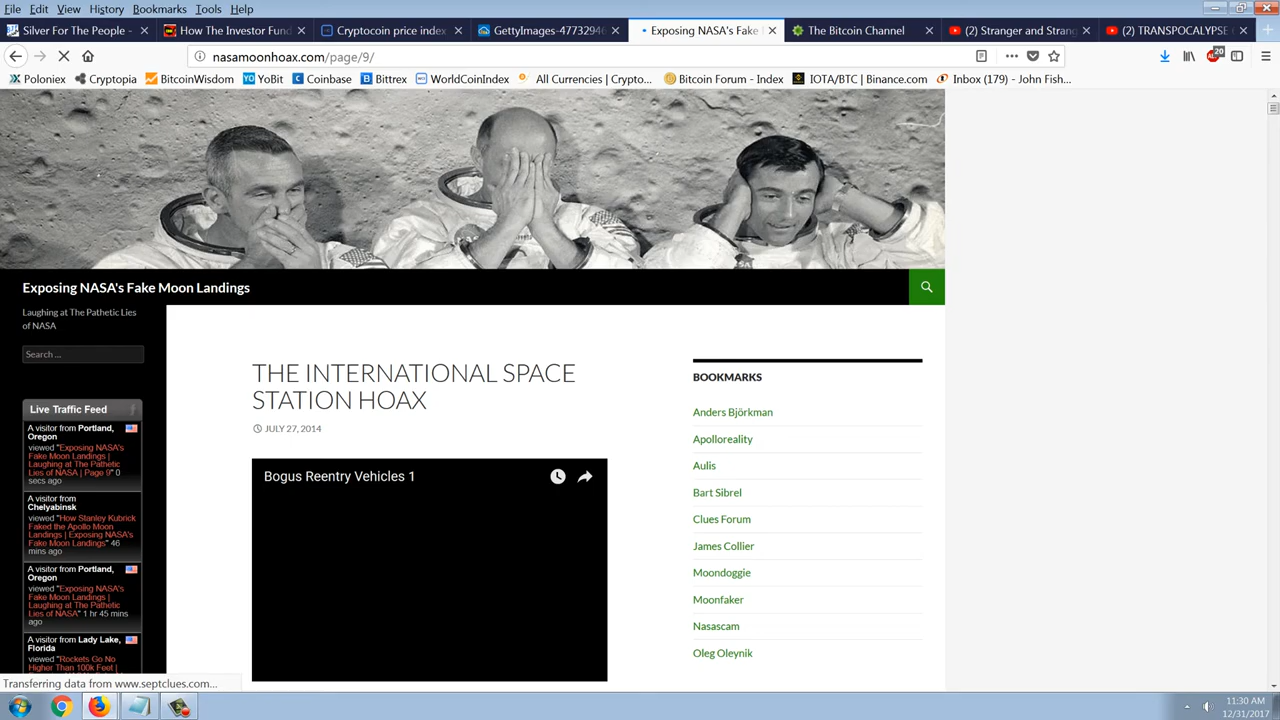 File Edit View History Bookmarks Tools Help
Silver For The People -
How The Investor Fund
Cryptocoin price index
GettyImages-47732946
Exposing NASA's Fake
The Bitcoin Channel
(2) Stranger and Strang
(2) TRANSPOCALYPSE
nasamoonhoax.com/page/9/
20
Poloniex Cryptopia BitcoinWisdom YoBit Coinbase Bittrex WorldCoinIndex All Currencies | Crypto... Bitcoin Forum - Index IOTA/BTC | Binance.com Inbox (179) - John Fish...
Exposing NASA's Fake Moon Landings
Laughing at The Pathetic Lies
of NASA
Search ...
Live Traffic Feed
A visitor from Portland,
Oregon
viewed "Exposing NASA's
Fake Moon Landings |
Laughing at The Pathetic
Lies of NASA | Page 9" 0
secs ago
A visitor from
Chelyabinsk
viewed "How Stanley Kubrick
Faked the Apollo Moon
Landings | Exposing NASA's
Fake Moon Landings" 46
mins ago
A visitor from Portland,
Oregon
viewed "Exposing NASA's
Fake Moon Landings |
Laughing at The Pathetic
Lies of NASA" 1 hr 45 mins
ago
A visitor from Lady Lake,
Florida
viewed "Rockets Go No
Higher Than 100k Feet |
THE INTERNATIONAL SPACE
STATION HOAX
JULY 27, 2014
Bogus Reentry Vehicles 1
BOOKMARKS
Anders Björkman
Apolloreality
Aulis
Bart Sibrel
Clues Forum
James Collier
Moondoggie
Moonfaker
Nasascam
Oleg Oleynik
Transferring data from www.septclues.com...
11:30 AM
12/31/2017